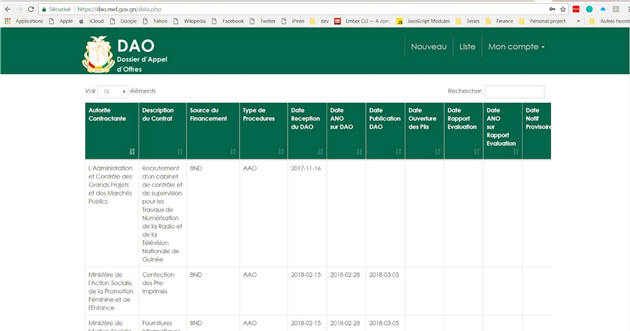 Sécurisé | https://dao.mef.gov.gn/data.php
Applications Apple iCloud Google Yahoo Wikipedia Facebook Twitter iPréen dev Ember CLI — A com JavaScript Modules Series Finance Personal project » Autres favoris
DAO
Dossier d'Appel
d'Offres
Nouveau Liste Mon compte
Voir 10 éléments Rechercher:
Autorite Contractante Description du Contrat Source du Financement Type de Procedures Date Reception du DAO Date ANO sur DAO Date Publication DAO Date Ouverture des Plis Date Rapport Evaluation Date ANO sur Rapport Evaluation Date Notif Provisoire
L'Administration et Contrôle des Grands Projets et des Marchés Publics Recrutement d'un cabinet de contrôle et de supervision pour les Travaux de Numérisation de la Radio et de la Télévision Nationale de Guinée BND AAO 2017-11-16
Ministère de l'Action Sociale, de la Promotion Féminine et de l'Enfance Confection des Pre-Imprimés BND AAO 2018-02-15 2018-02-28 2018-03-05
Ministère de l'Action Sociale Fournitures Informatiques BND AAO 2018-02-15 2018-02-28 2018-03-05